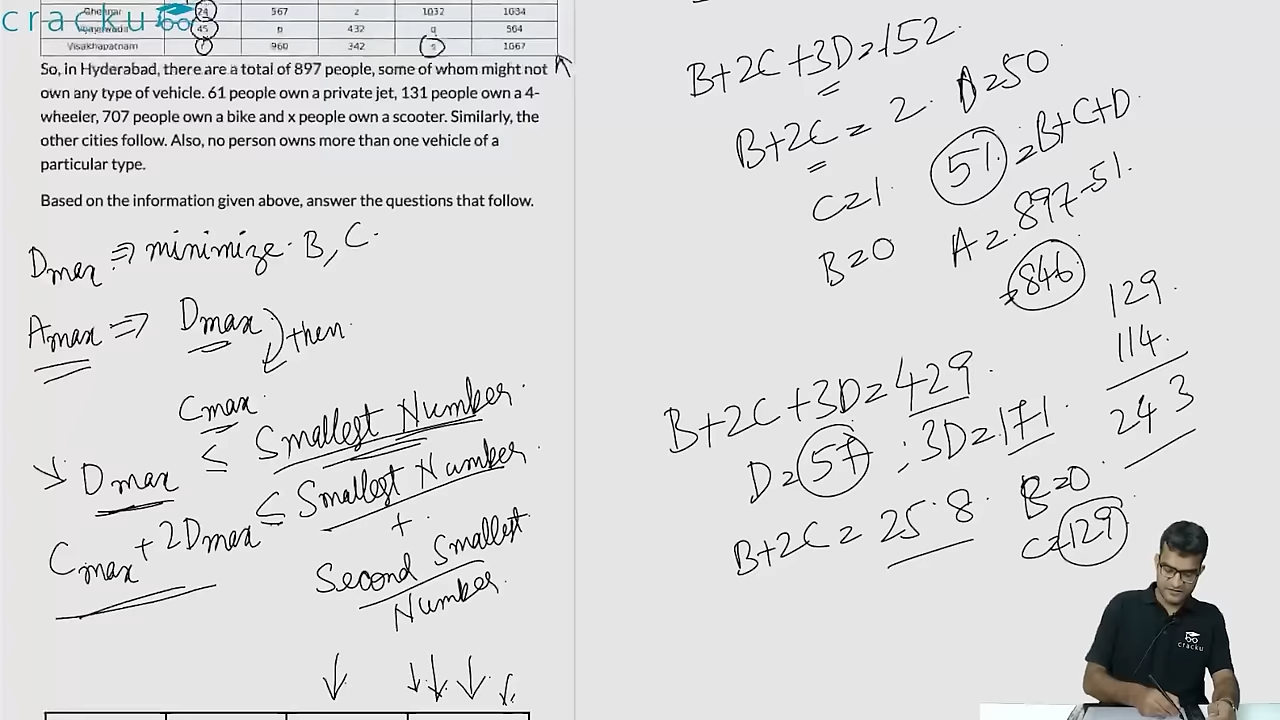 cracku
Chennar 24 567 z 1032 1034
Vijayawada 45 p 432 q 564
Visakhapatnam r 960 342 s 1067
So, in Hyderabad, there are a total of 897 people, some of whom might not
own any type of vehicle. 61 people own a private jet, 131 people own a 4-
wheeler, 707 people own a bike and x people own a scooter. Similarly, the
other cities follow. Also, no person owns more than one vehicle of a
particular type.
Based on the information given above, answer the questions that follow.
Dmax ⇒ minimize B, C.
Amax ⇒ Dmax
then
Cmax
Dmax ≤ Smallest Number
Cmax + 2Dmax ≤ Smallest Number
+
Second Smallest
Number
B+2C+3D=152
B+2C = 2. D=50
C=1 51 = B+C+D
B=0 A = 897-51
= 846
B+2C+3D=429
D=57 ; 3D=171
B+2C = 258 B=0
C=129
129
114
243
cracku